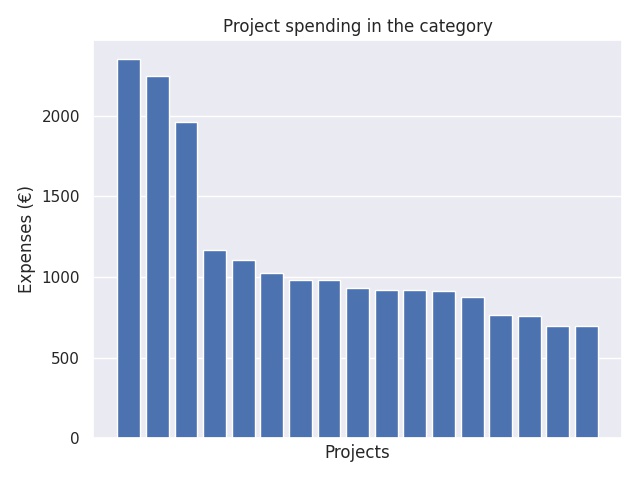 Project spending in the category
2000
1500
1000
500
0
Expenses (€)
Projects